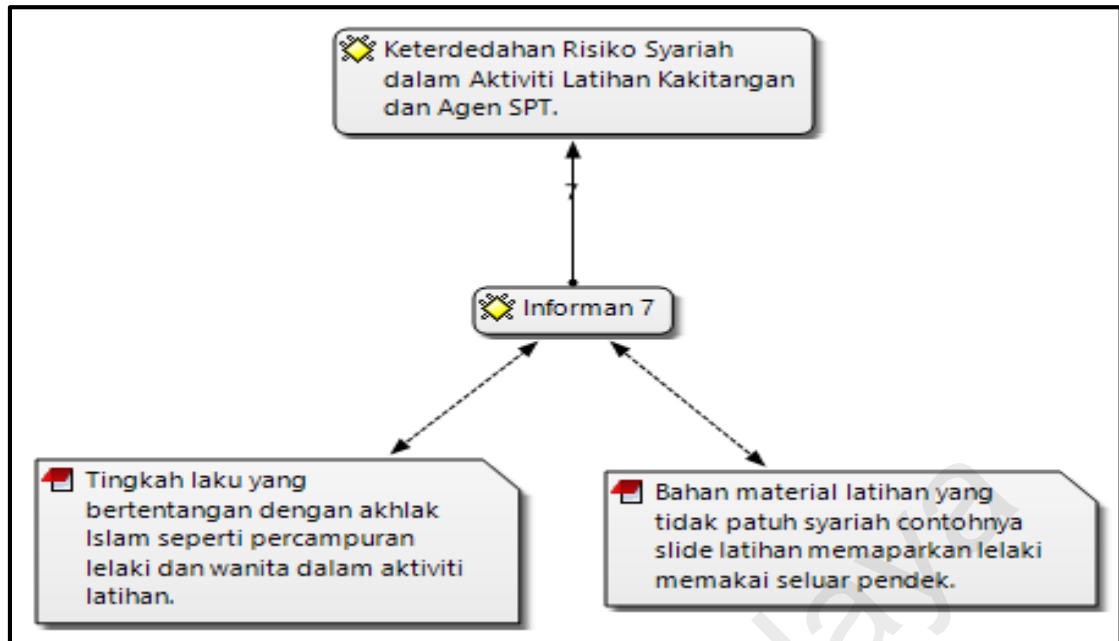 Keterdedahan Risiko Syariah
dalam Aktiviti Latihan Kakitangan
dan Agen SPT.
7
Informan 7
Tingkah laku yang
bertentangan dengan akhlak
Islam seperti percampuran
lelaki dan wanita dalam aktiviti
latihan.
Bahan material latihan yang
tidak patuh syariah contohnya
slide latihan memaparkan lelaki
memakai seluar pendek.